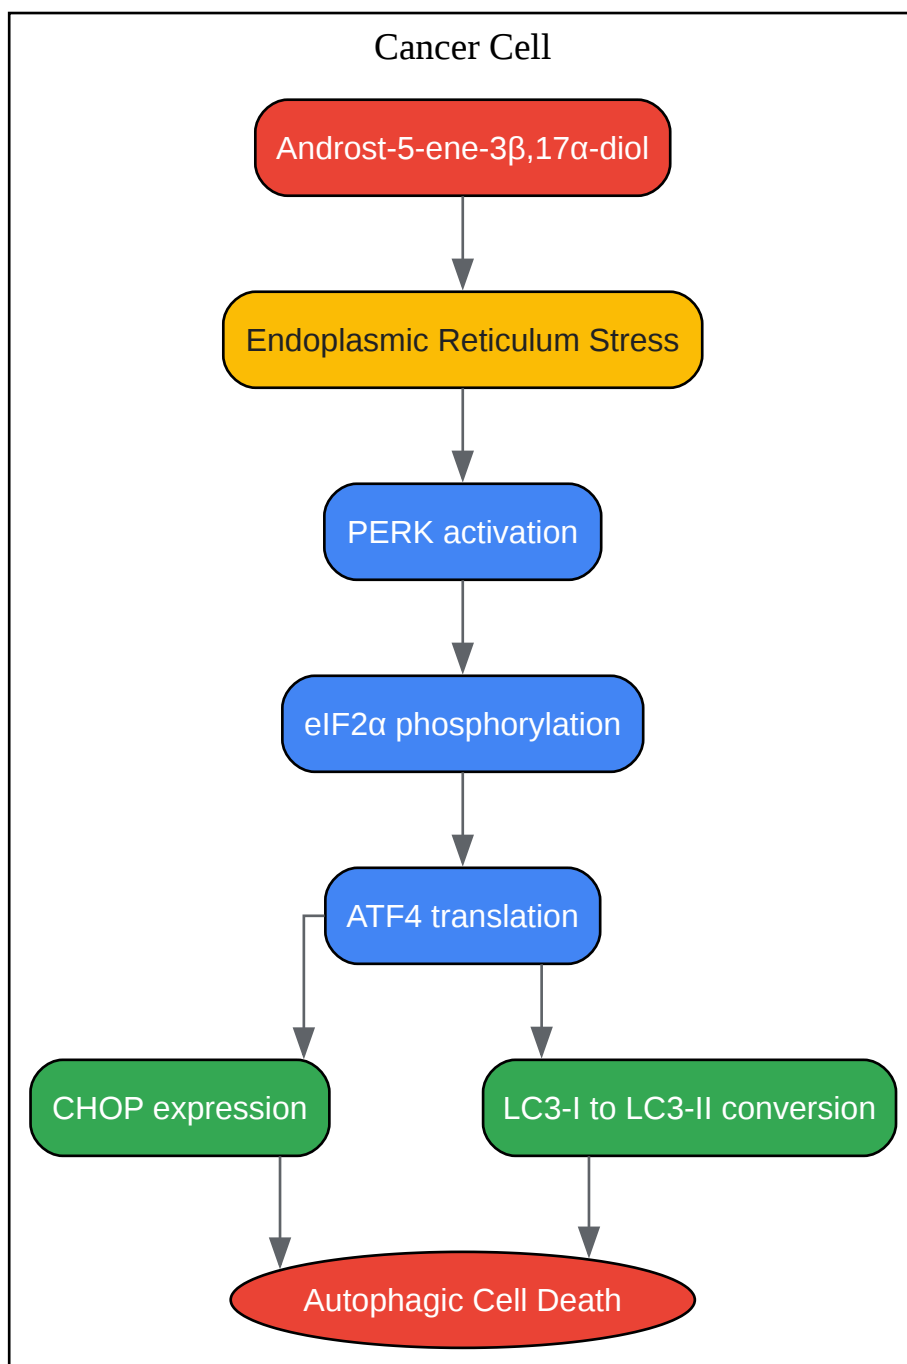 Cancer Cell
Androst-5-ene-3β,17α-diol
Endoplasmic Reticulum Stress
PERK activation
eIF2α phosphorylation
ATF4 translation
CHOP expression
LC3-I to LC3-II conversion
Autophagic Cell Death